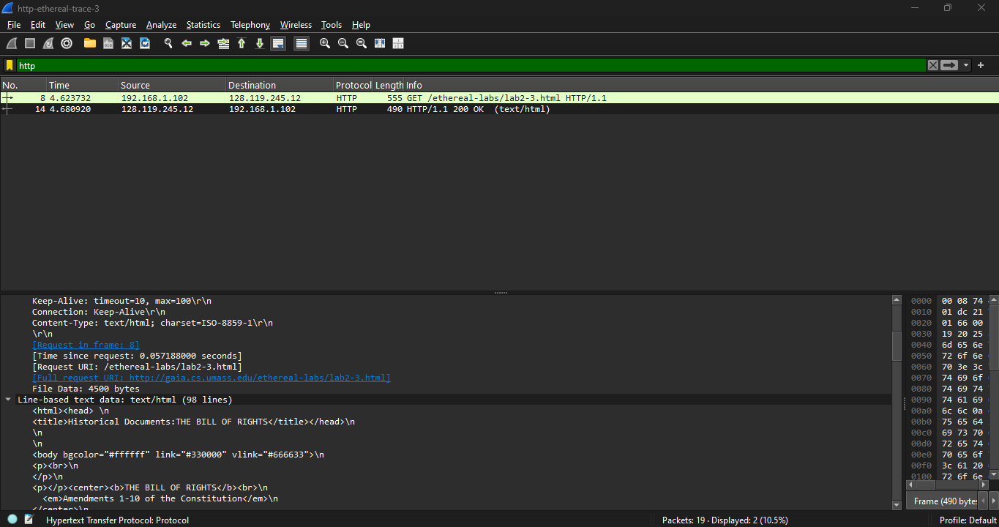 http-ethereal-trace-3
File Edit View Go Capture Analyze Statistics Telephony Wireless Tools Help
http
No. Time Source Destination Protocol Length Info
8 4.623732 192.168.1.102 128.119.245.12 HTTP 555 GET /ethereal-labs/lab2-3.html HTTP/1.1
14 4.680920 128.119.245.12 192.168.1.102 HTTP 490 HTTP/1.1 200 OK (text/html)
Keep-Alive: timeout=10, max=100\r\n
Connection: Keep-Alive\r\n
Content-Type: text/html; charset=ISO-8859-1\r\n
\r\n
[Request in frame: 8]
[Time since request: 0.057188000 seconds]
[Request URI: /ethereal-labs/lab2-3.html]
[Full request URI: http://gaia.cs.umass.edu/ethereal-labs/lab2-3.html]
File Data: 4500 bytes
Line-based text data: text/html (98 lines)
<html><head> \n
<title>Historical Documents:THE BILL OF RIGHTS</title></head>\n
\n
\n
<body bgcolor="#ffffff" link="#330000" vlink="#666633">\n
<p><br>\n
</p>\n
<p></p><center><b>THE BILL OF RIGHTS</b><br>\n
<em>Amendments 1-10 of the Constitution</em>\n
</center>\n
0000 00 08 74
0010 01 dc 21
0020 01 66 00
0030 19 20 25
0040 6d 65 6e
0050 72 6f 6e
0060 70 3e 3c
0070 74 69 6f
0080 74 69 74
0090 74 61 69
00a0 6c 6c 0a
00b0 75 65 64
00c0 69 73 70
00d0 72 65 74
00e0 70 65 6f
00f0 3c 61 20
0100 72 6f 6e
Frame (490 bytes
Hypertext Transfer Protocol: Protocol
Packets: 19 · Displayed: 2 (10.5%)
Profile: Default